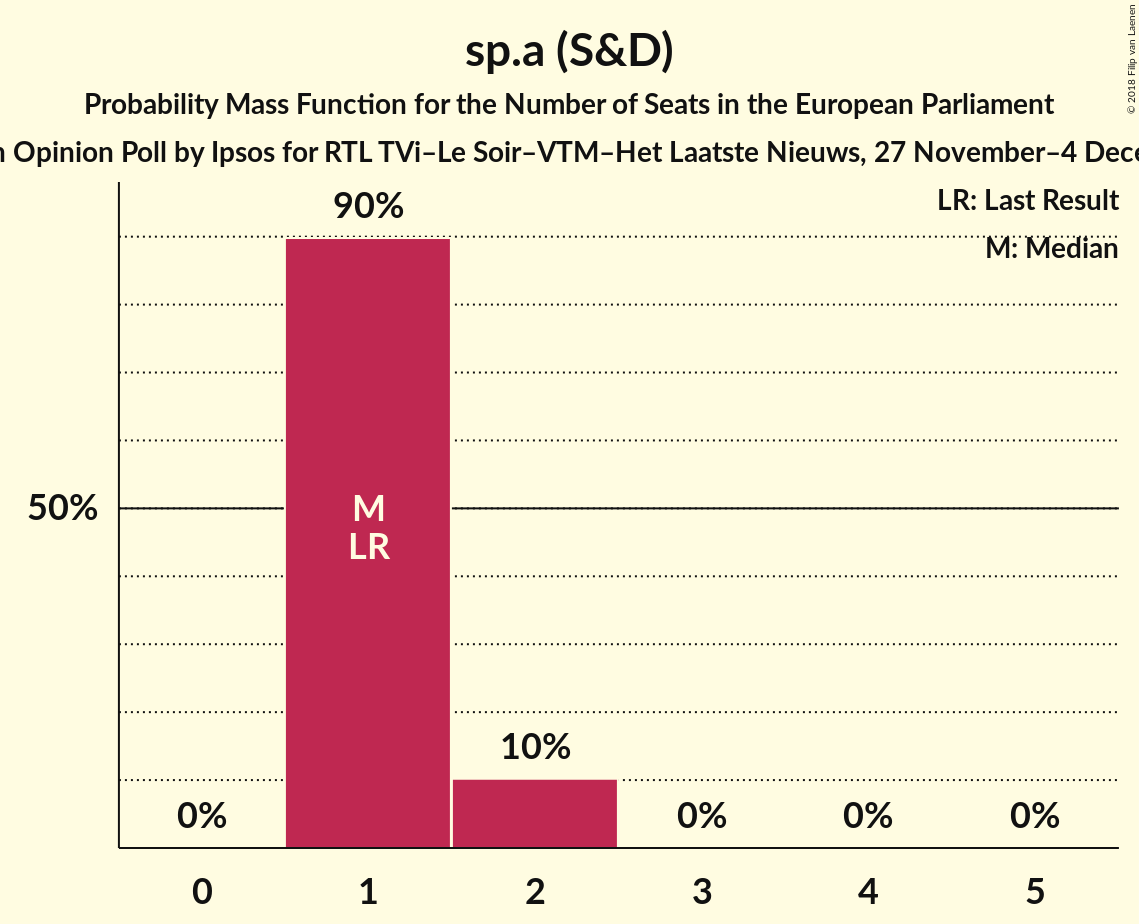 sp.a (S&D)
Probability Mass Function for the Number of Seats in the European Parliament
Opinion Poll by Ipsos for RTL TVi–Le Soir–VTM–Het Laatste Nieuws, 27 November–4
© 2018 Filip van Laenen
LR: Last Result
M: Median
90%
50%
M
LR
10%
0%
0%
0%
0%
0 1 2 3 4 5